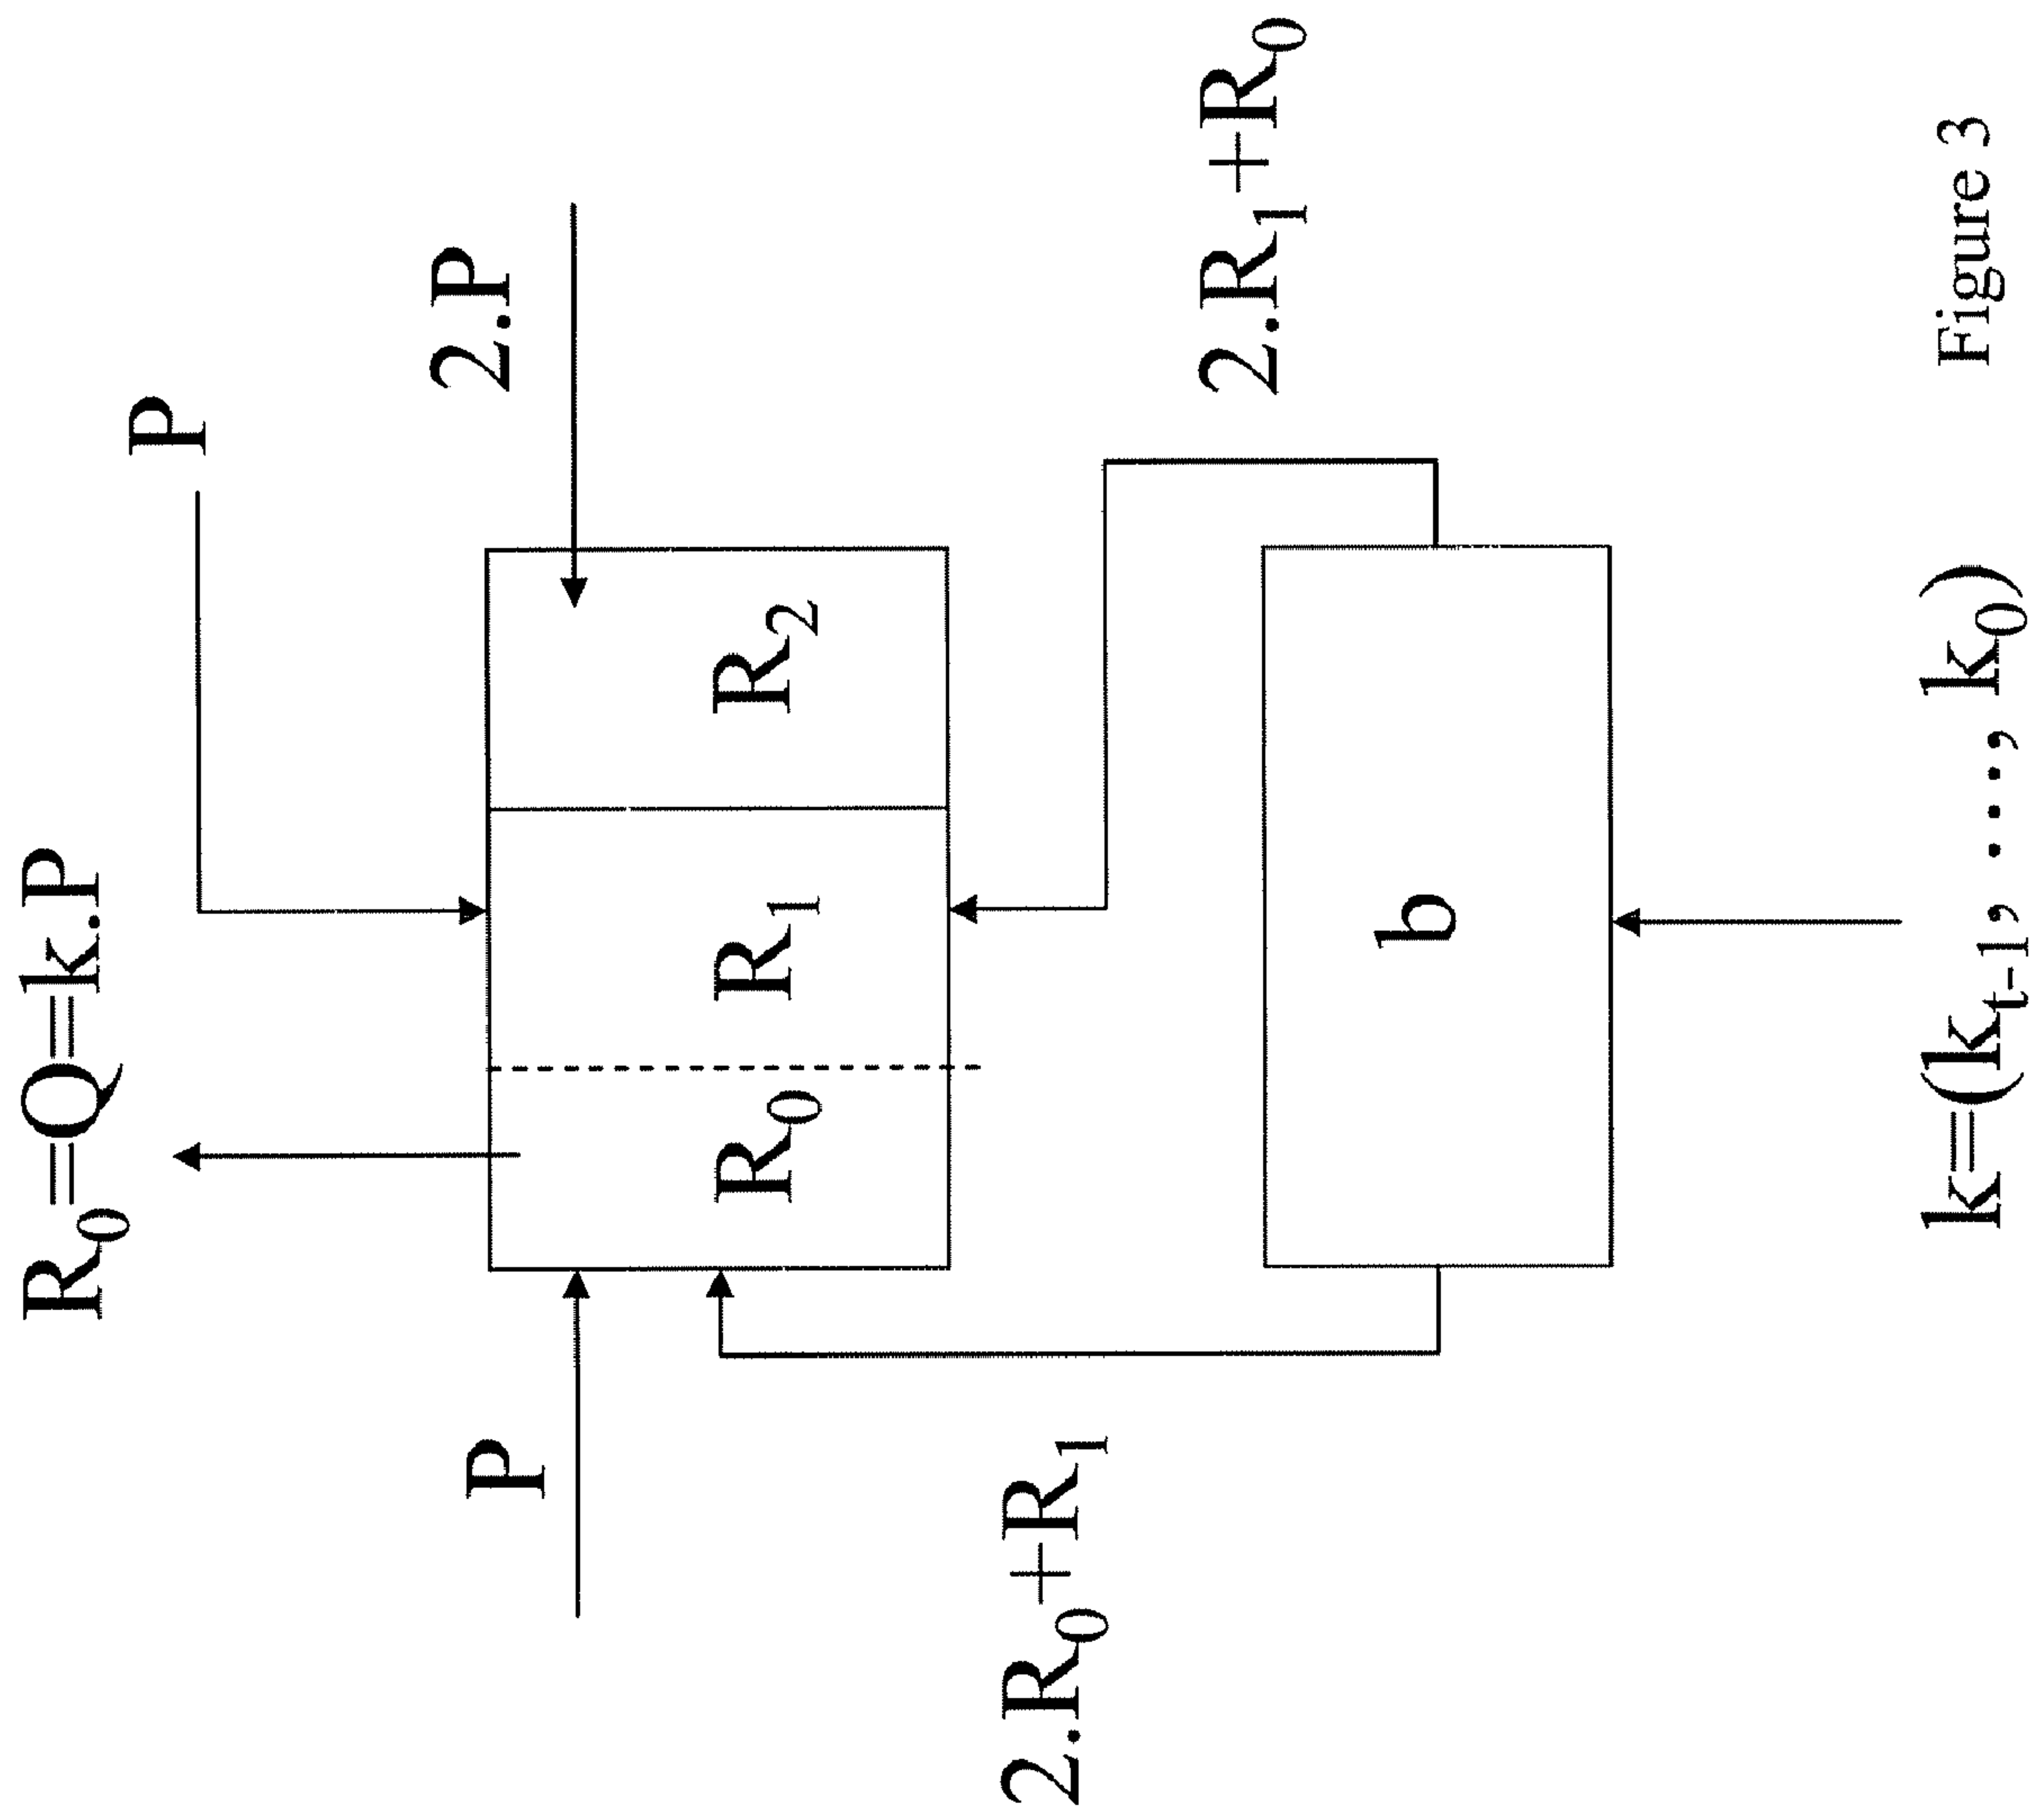 R₀=Q=k.P
P
P
2.P
R₀
R₁
R₂
2.R₀+R₁
2.R₁+R₀
b
k=(kₜ₋₁, ..., k₀)
Figure 3